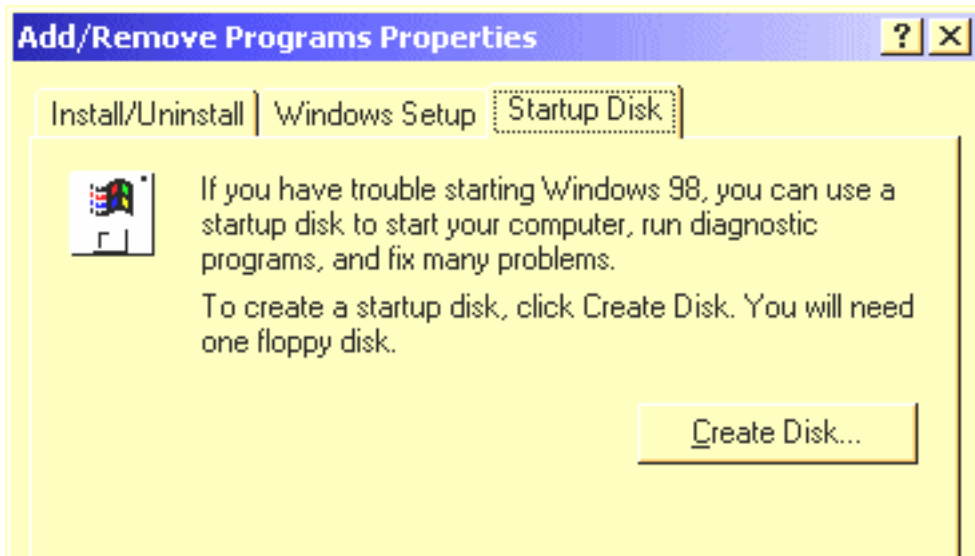 Add/Remove Programs Properties ? X
Install/Uninstall Windows Setup Startup Disk
If you have trouble starting Windows 98, you can use a
startup disk to start your computer, run diagnostic
programs, and fix many problems.
To create a startup disk, click Create Disk. You will need
one floppy disk.
Create Disk...